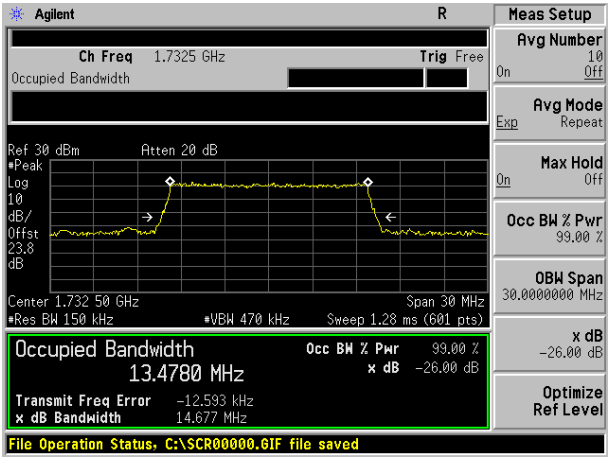 Agilent R
Ch Freq 1.7325 GHz Trig Free
Occupied Bandwidth
Ref 30 dBm Atten 20 dB
#Peak
Log
10
dB/
Offst
23.8
dB
Center 1.732 50 GHz Span 30 MHz
#Res BW 150 kHz #VBW 470 kHz Sweep 1.28 ms (601 pts)
Occupied Bandwidth Occ BW % Pwr 99.00 %
13.4780 MHz x dB -26.00 dB
Transmit Freq Error -12.593 kHz
x dB Bandwidth 14.677 MHz
File Operation Status, C:\SCR00000.GIF file saved
Meas Setup
Avg Number
10
On Off
Avg Mode
Exp Repeat
Max Hold
On Off
Occ BW % Pwr
99.00 %
OBW Span
30.0000000 MHz
x dB
-26.00 dB
Optimize
Ref Level